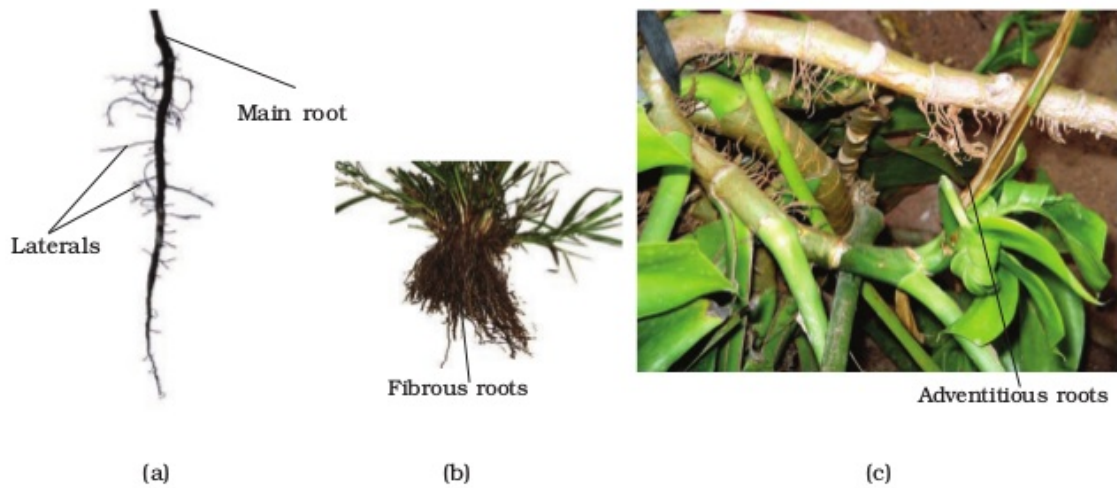 Main root
Laterals
Fibrous roots
Adventitious roots
(a)
(b)
(c)